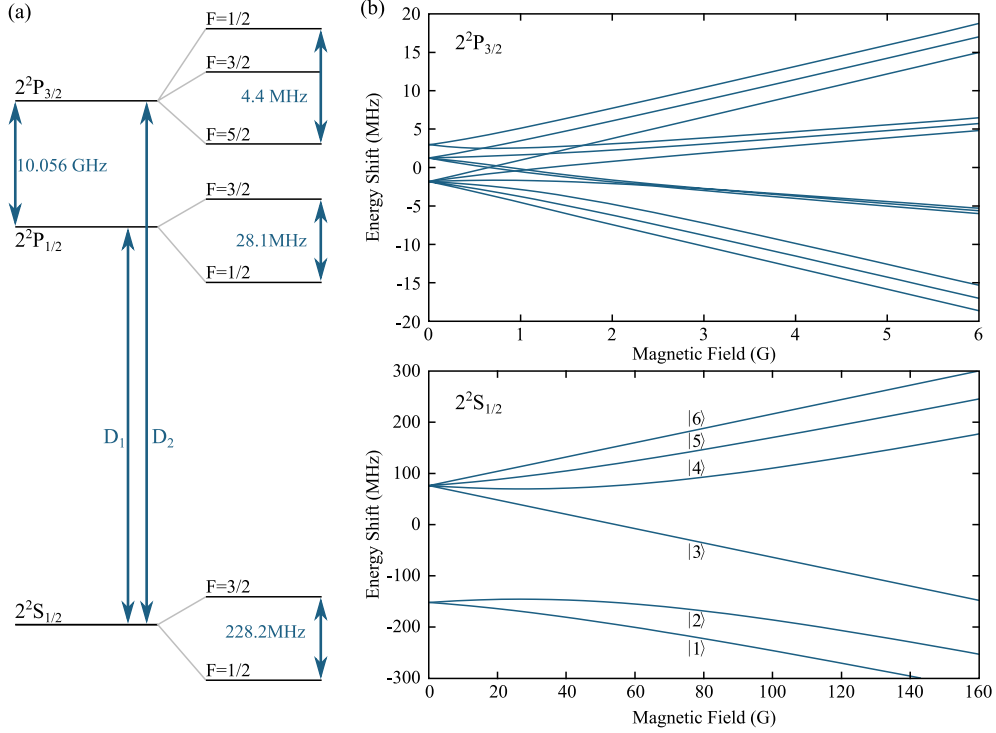 (a)
F=1/2
F=3/2
2²P₃/₂
4.4 MHz
F=5/2
10.056 GHz
F=3/2
2²P₁/₂
28.1MHz
F=1/2
D₁
D₂
F=3/2
2²S₁/₂
228.2MHz
F=1/2
(b)
2²P₃/₂
Energy Shift (MHz)
20
15
10
5
0
-5
-10
-15
-20
0 1 2 3 4 5 6
Magnetic Field (G)
2²S₁/₂
Energy Shift (MHz)
300
200
100
0
-100
-200
-300
|6⟩
|5⟩
|4⟩
|3⟩
|2⟩
|1⟩
0 20 40 60 80 100 120 140 160
Magnetic Field (G)